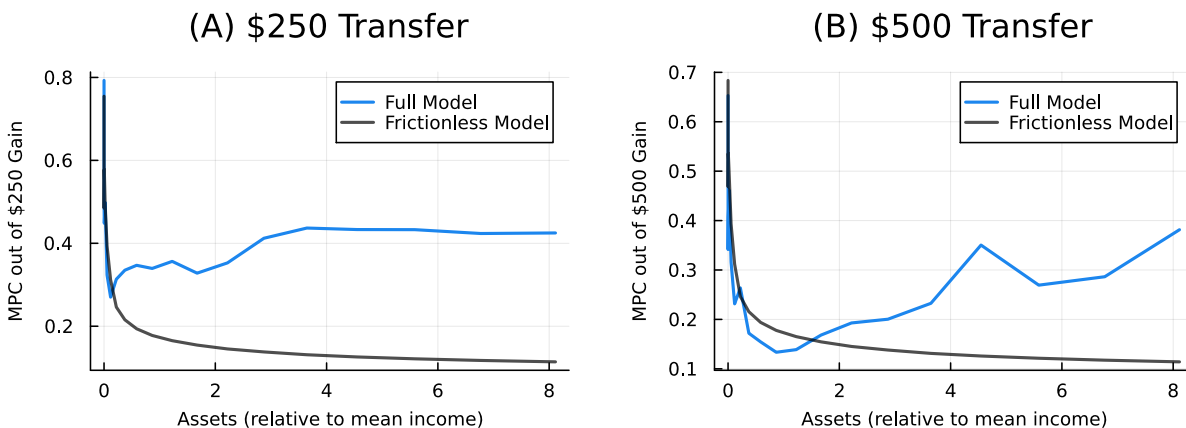 (A) $250 Transfer
MPC out of $250 Gain
0.8
0.6
0.4
0.2
Full Model
Frictionless Model
0 2 4 6 8
Assets (relative to mean income)
(B) $500 Transfer
MPC out of $500 Gain
0.7
0.6
0.5
0.4
0.3
0.2
0.1
Full Model
Frictionless Model
0 2 4 6 8
Assets (relative to mean income)